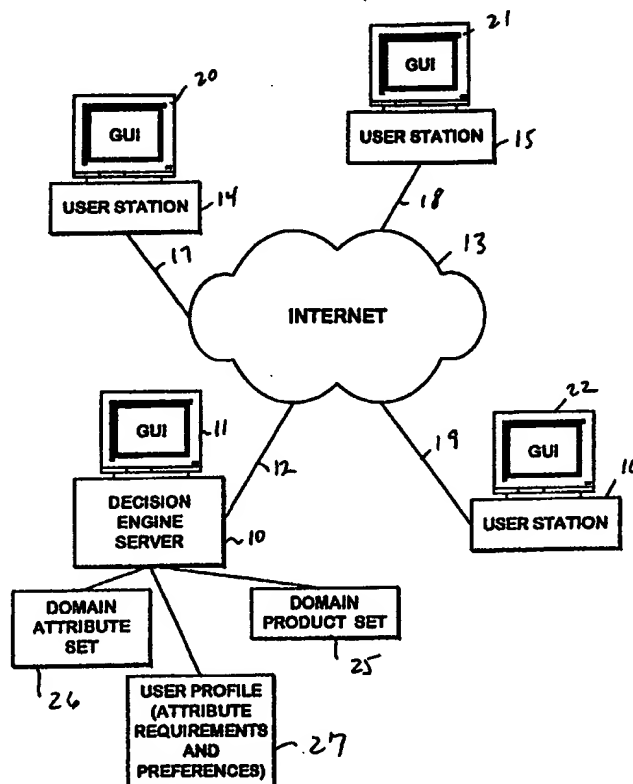 21
GUI
USER STATION
15
20
GUI
USER STATION
14
18
17
13
INTERNET
GUI
11
12
DECISION
ENGINE
SERVER
10
19
22
GUI
USER STATION
DOMAIN
ATTRIBUTE
SET
26
DOMAIN
PRODUCT SET
25
USER PROFILE
(ATTRIBUTE
REQUIREMENTS
AND
PREFERENCES)
27